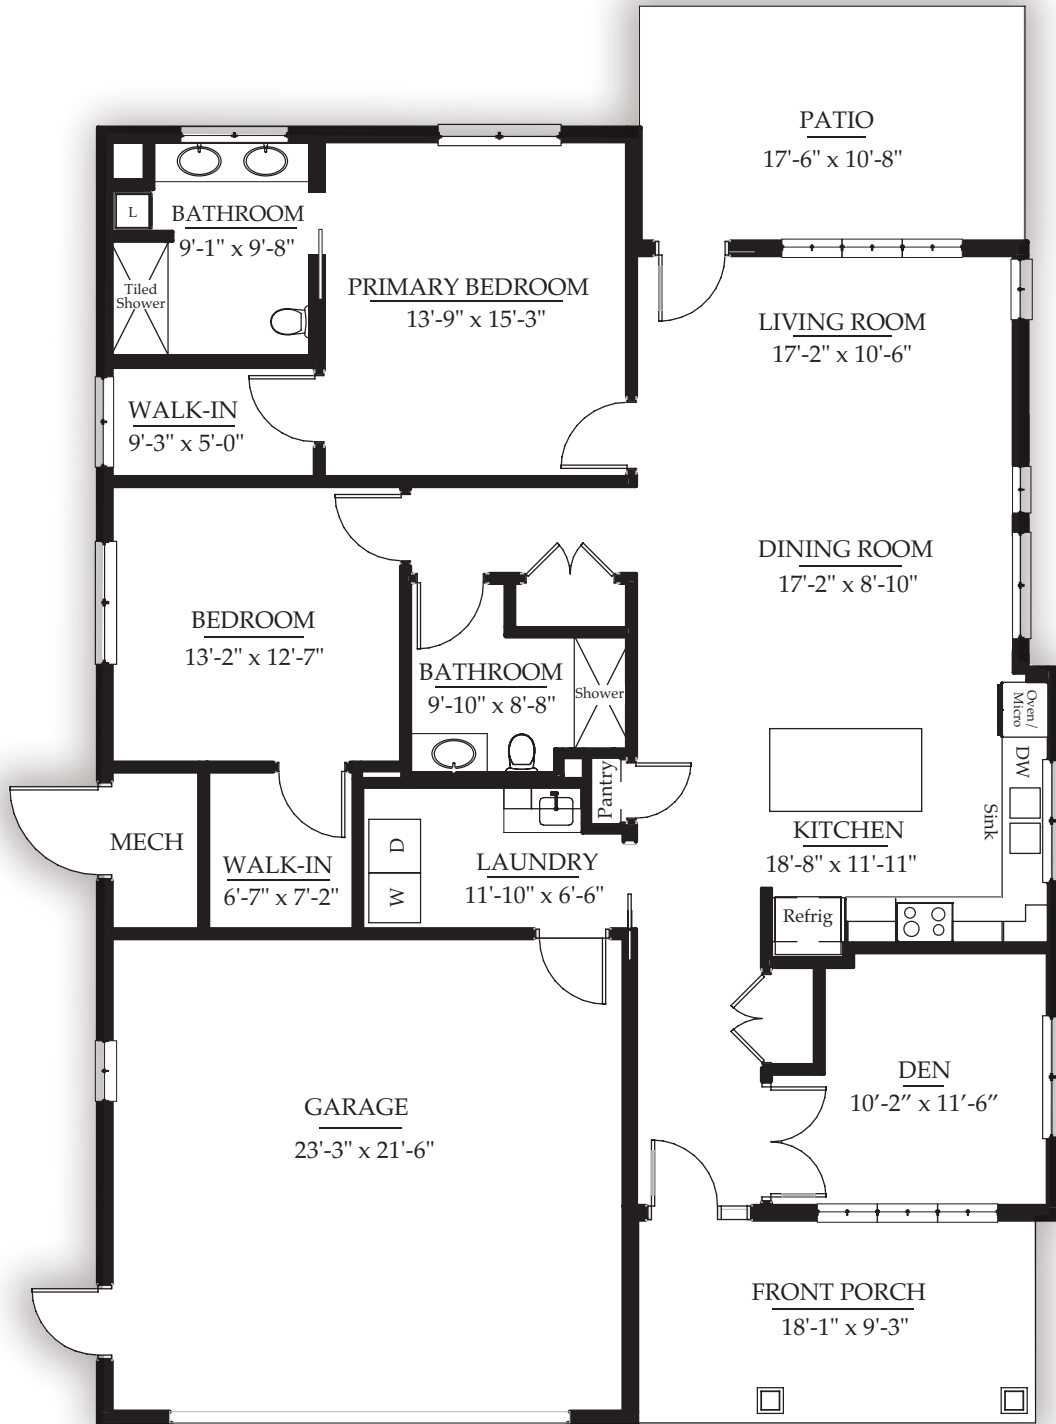 PATIO
17'-6" x 10'-8"
L
BATHROOM
9'-1" x 9'-8"
Tiled
Shower
PRIMARY BEDROOM
13'-9" x 15'-3"
LIVING ROOM
17'-2" x 10'-6"
WALK-IN
9'-3" x 5'-0"
DINING ROOM
17'-2" x 8'-10"
BEDROOM
13'-2" x 12'-7"
BATHROOM
9'-10" x 8'-8"
Shower
Oven/
Micro
DW
Sink
Pantry
KITCHEN
18'-8" x 11'-11"
MECH
WALK-IN
6'-7" x 7'-2"
D
W
LAUNDRY
11'-10" x 6'-6"
Refrig
DEN
10’-2” x 11’-6”
GARAGE
23'-3" x 21'-6"
FRONT PORCH
18'-1" x 9'-3"